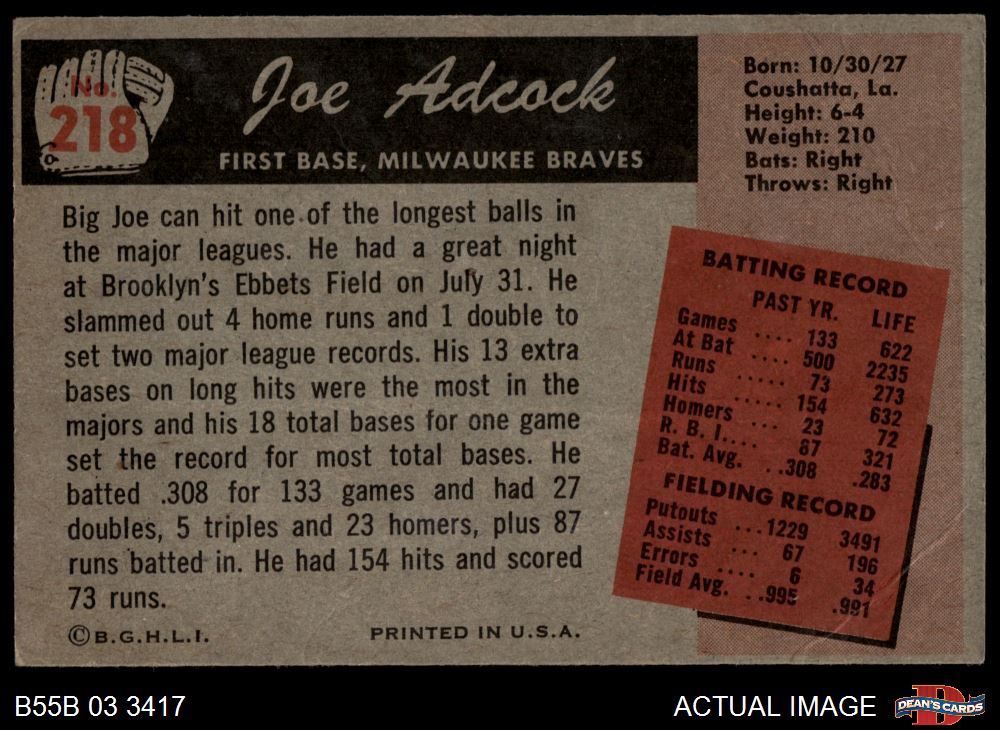 No.
218
Joe Adcock
FIRST BASE, MILWAUKEE BRAVES
Born: 10/30/27
Coushatta, La.
Height: 6-4
Weight: 210
Bats: Right
Throws: Right
Big Joe can hit one of the longest balls in
the major leagues. He had a great night
at Brooklyn's Ebbets Field on July 31. He
slammed out 4 home runs and 1 double to
set two major league records. His 13 extra
bases on long hits were the most in the
majors and his 18 total bases for one game
set the record for most total bases. He
batted .308 for 133 games and had 27
doubles, 5 triples and 23 homers, plus 87
runs batted in. He had 154 hits and scored
73 runs.
©B.G.H.L.I. PRINTED IN U.S.A.
BATTING RECORD
PAST YR. LIFE
Games .... 133 622
At Bat .... 500 2235
Runs ..... 73 273
Hits ..... 154 632
Homers .... 23 72
R. B. I.... 87 321
Bat. Avg. ..308 .283
FIELDING RECORD
Putouts ...1229 3491
Assists ... 67 196
Errors .... 6 34
Field Avg. ..995 .991
B55B 03 3417
ACTUAL IMAGE
DEAN'S CARDS